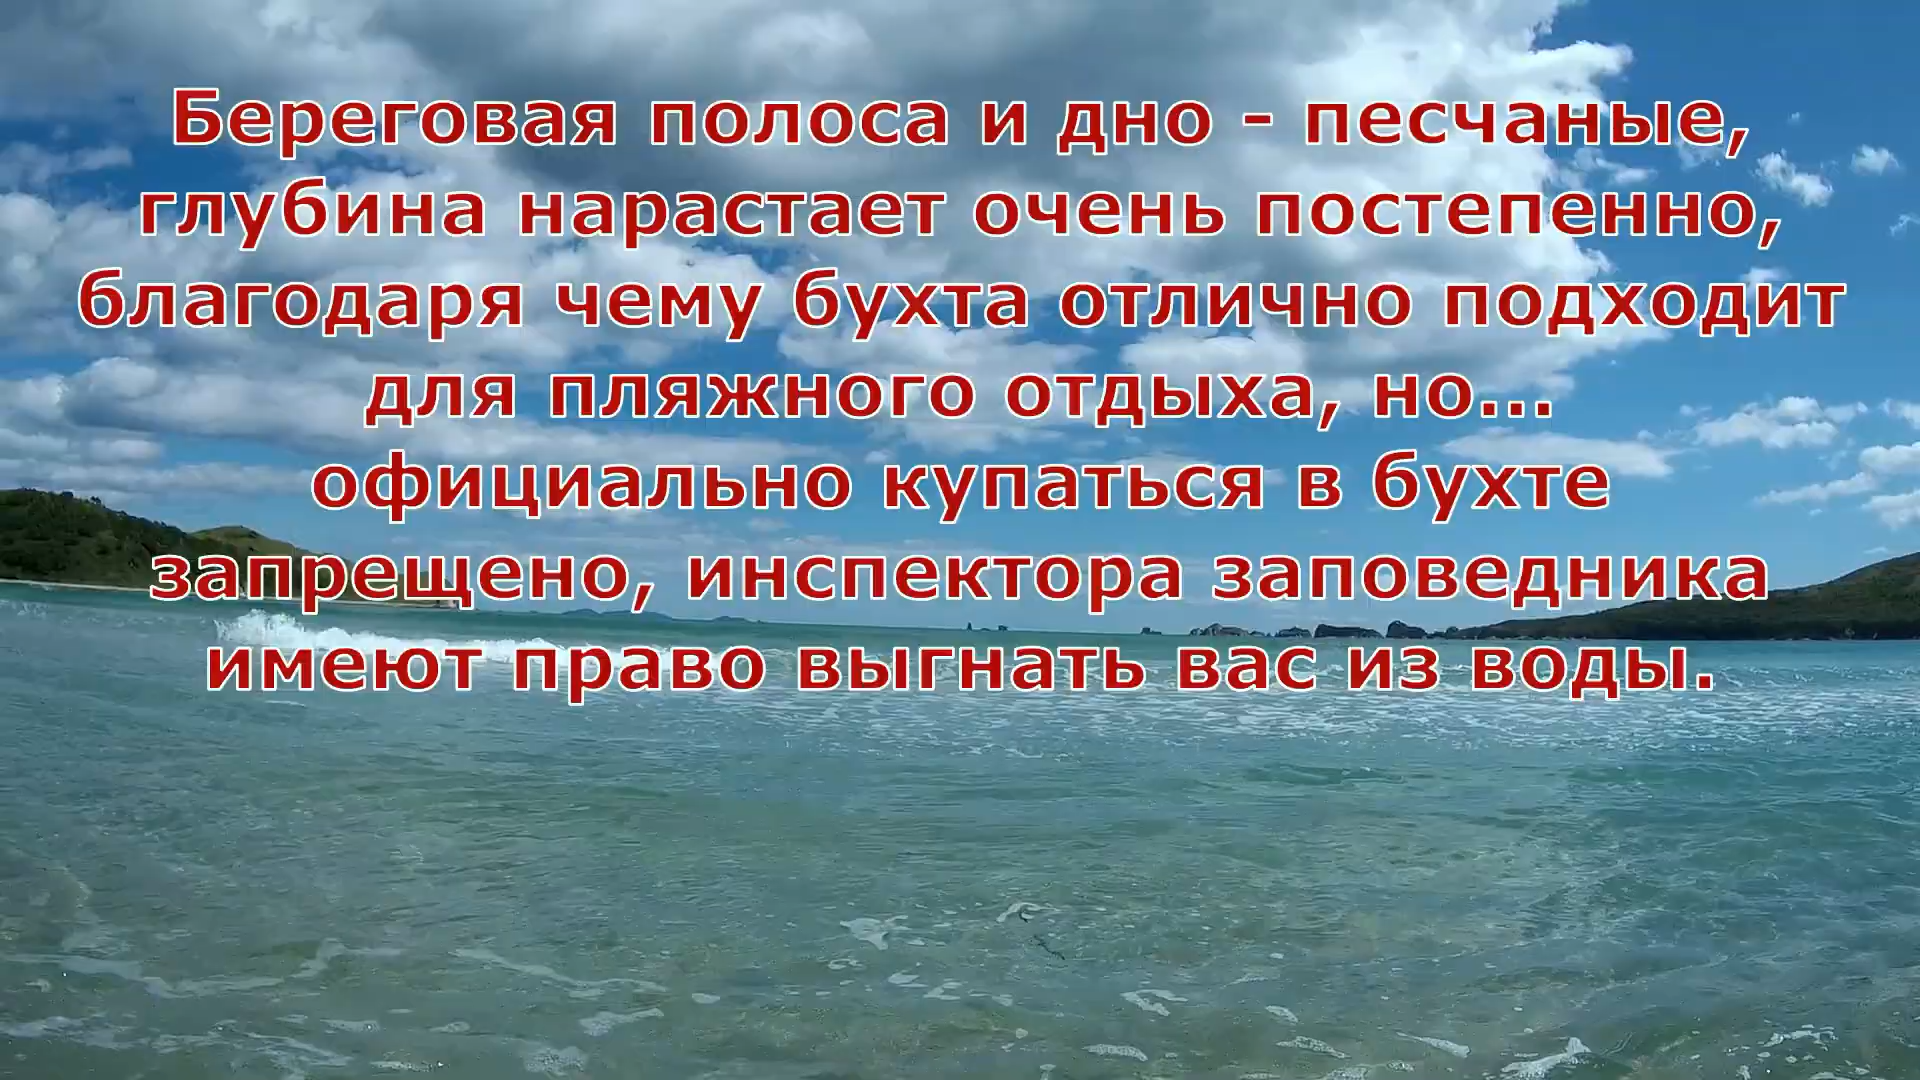 Береговая полоса и дно - песчаные,
глубина нарастает очень постепенно,
благодаря чему бухта отлично подходит
для пляжного отдыха, но...
официально купаться в бухте
запрещено, инспектора заповедника
имеют право выгнать вас из воды.